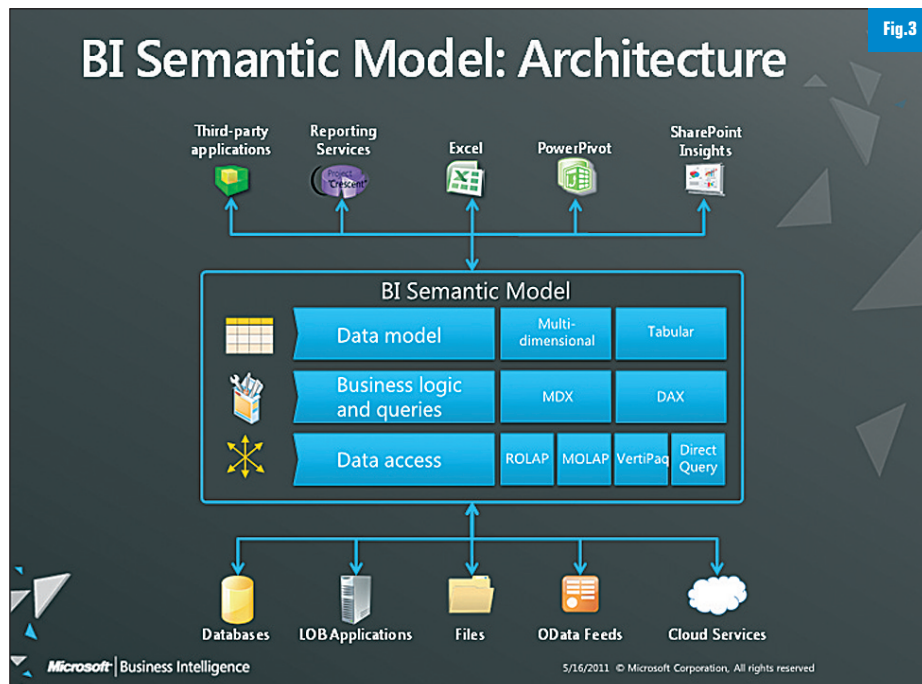 Fig.3
BI Semantic Model: Architecture
Third-party
applications
Reporting
Services
Project
"Crescent"
Excel
PowerPivot
SharePoint
Insights
BI Semantic Model
Data model
Multi-
dimensional
Tabular
Business logic
and queries
MDX
DAX
Data access
ROLAP
MOLAP
VertiPaq
Direct
Query
Databases
LOB Applications
Files
OData Feeds
Cloud Services
Microsoft | Business Intelligence
5/16/2011 © Microsoft Corporation, All rights reserved